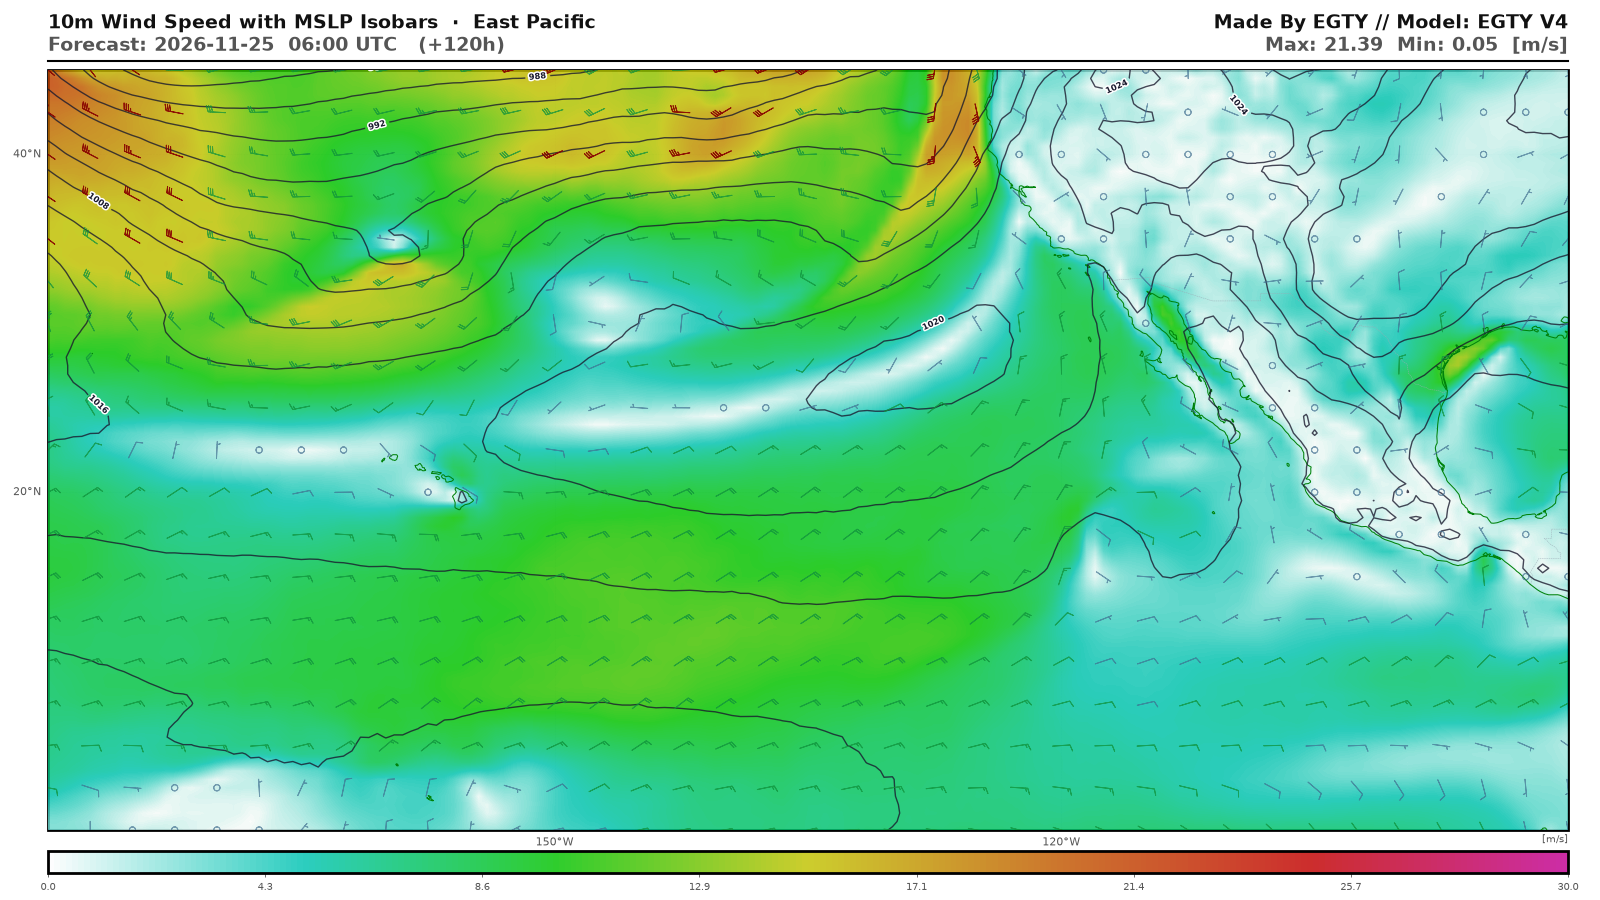 10m Wind Speed with MSLP Isobars · East Pacific
Made By EGTY // Model: EGTY V4
Forecast: 2026-11-25 06:00 UTC (+120h)
Max: 21.39 Min: 0.05 [m/s]
988
1024
1024
992
40°N
1008
1020
1016
20°N
150°W
120°W
[m/s]
0.0
4.3
8.6
12.9
17.1
21.4
25.7
30.0